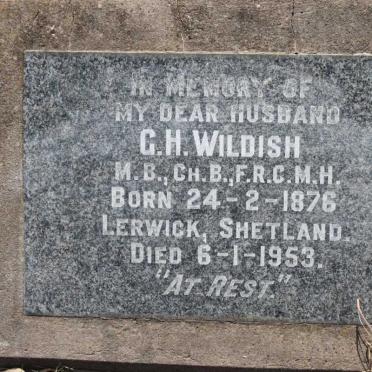 IN MEMORY OF
MY DEAR HUSBAND
G.H. WILDISH
M.B., CH.B., F.R.C.M.H.
BORN 24-2-1876
LERWICK, SHETLAND.
DIED 6-1-1953.
"AT REST."